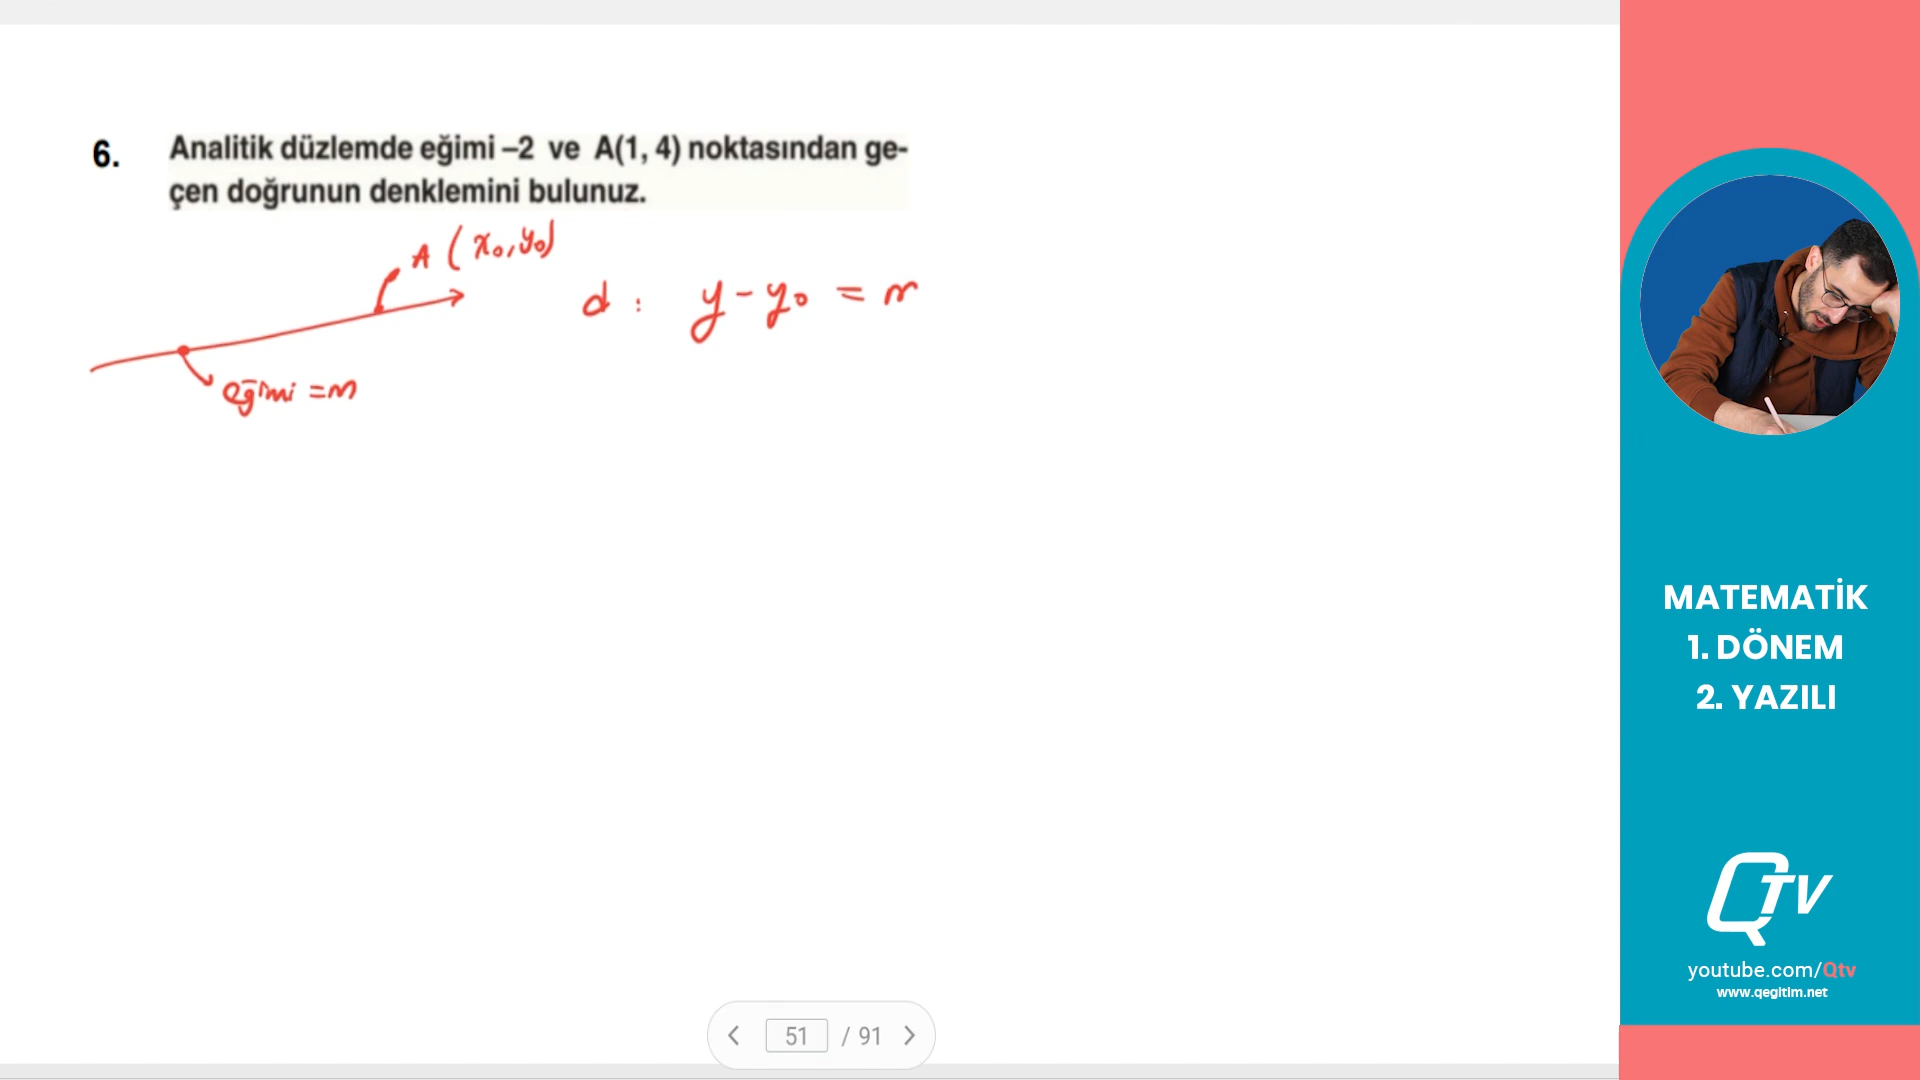 6. Analitik düzlemde eğimi –2 ve A(1, 4) noktasından ge-
çen doğrunun denklemini bulunuz.
A (x₀, y₀)
d : y - y₀ = m
eğimi = m
MATEMATİK
1. DÖNEM
2. YAZILI
QTV
youtube.com/Qtv
www.qegitim.net
51 / 91